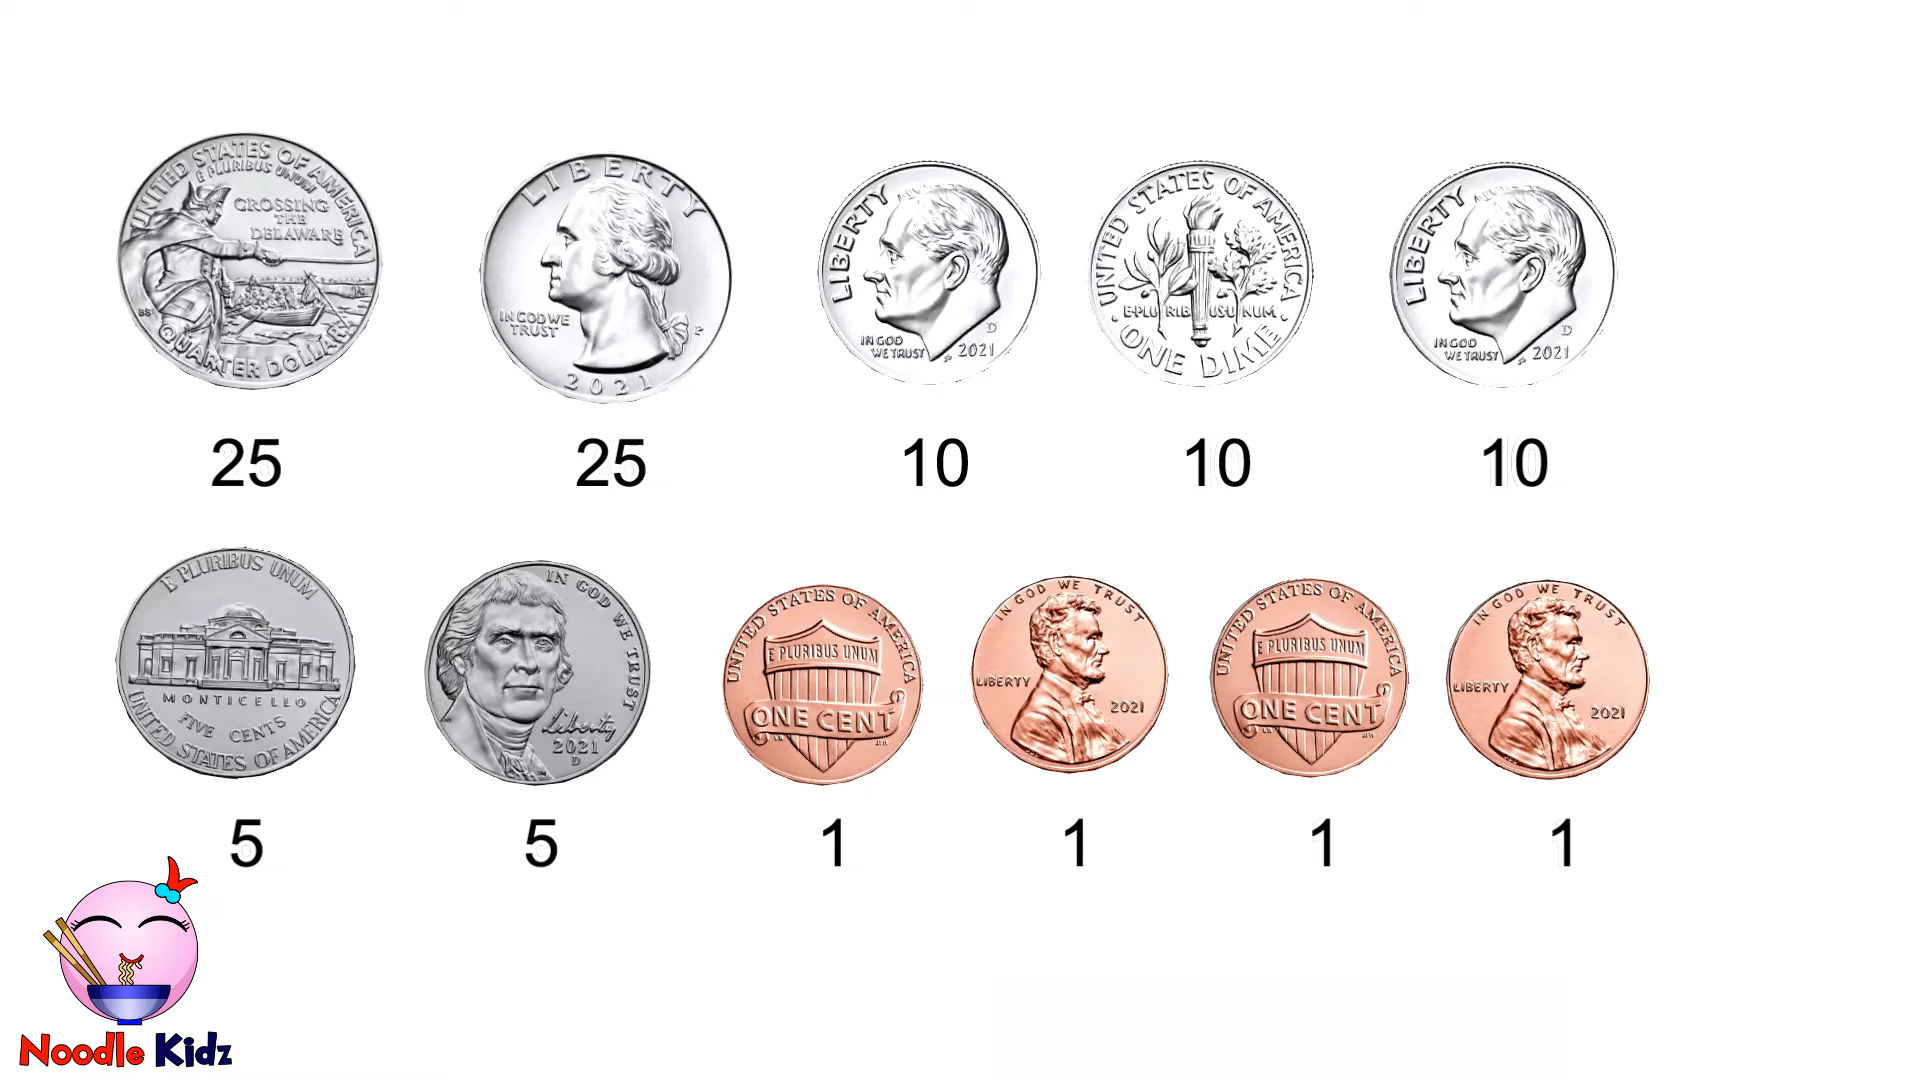 UNITED STATES OF AMERICA
E PLURIBUS UNUM
CROSSING
THE
DELAWARE
BS
QUARTER DOLLAR
LIBERTY
IN GOD WE
TRUST
P
2021
LIBERTY
D
IN GOD
WE TRUST
2021
UNITED STATES OF AMERICA
E·PLU RIB US·U NUM
ONE DIME
LIBERTY
D
IN GOD
WE TRUST
2021
25 25 10 10 10
E PLURIBUS UNUM
MONTICELLO
FIVE CENTS
UNITED STATES OF AMERICA
IN GOD WE TRUST
Liberty
2021
D
UNITED STATES OF AMERICA
E PLURIBUS UNUM
ONE CENT
IN GOD WE TRUST
LIBERTY
2021
UNITED STATES OF AMERICA
E PLURIBUS UNUM
ONE CENT
IN GOD WE TRUST
LIBERTY
2021
5 5 1 1 1 1
Noodle Kidz